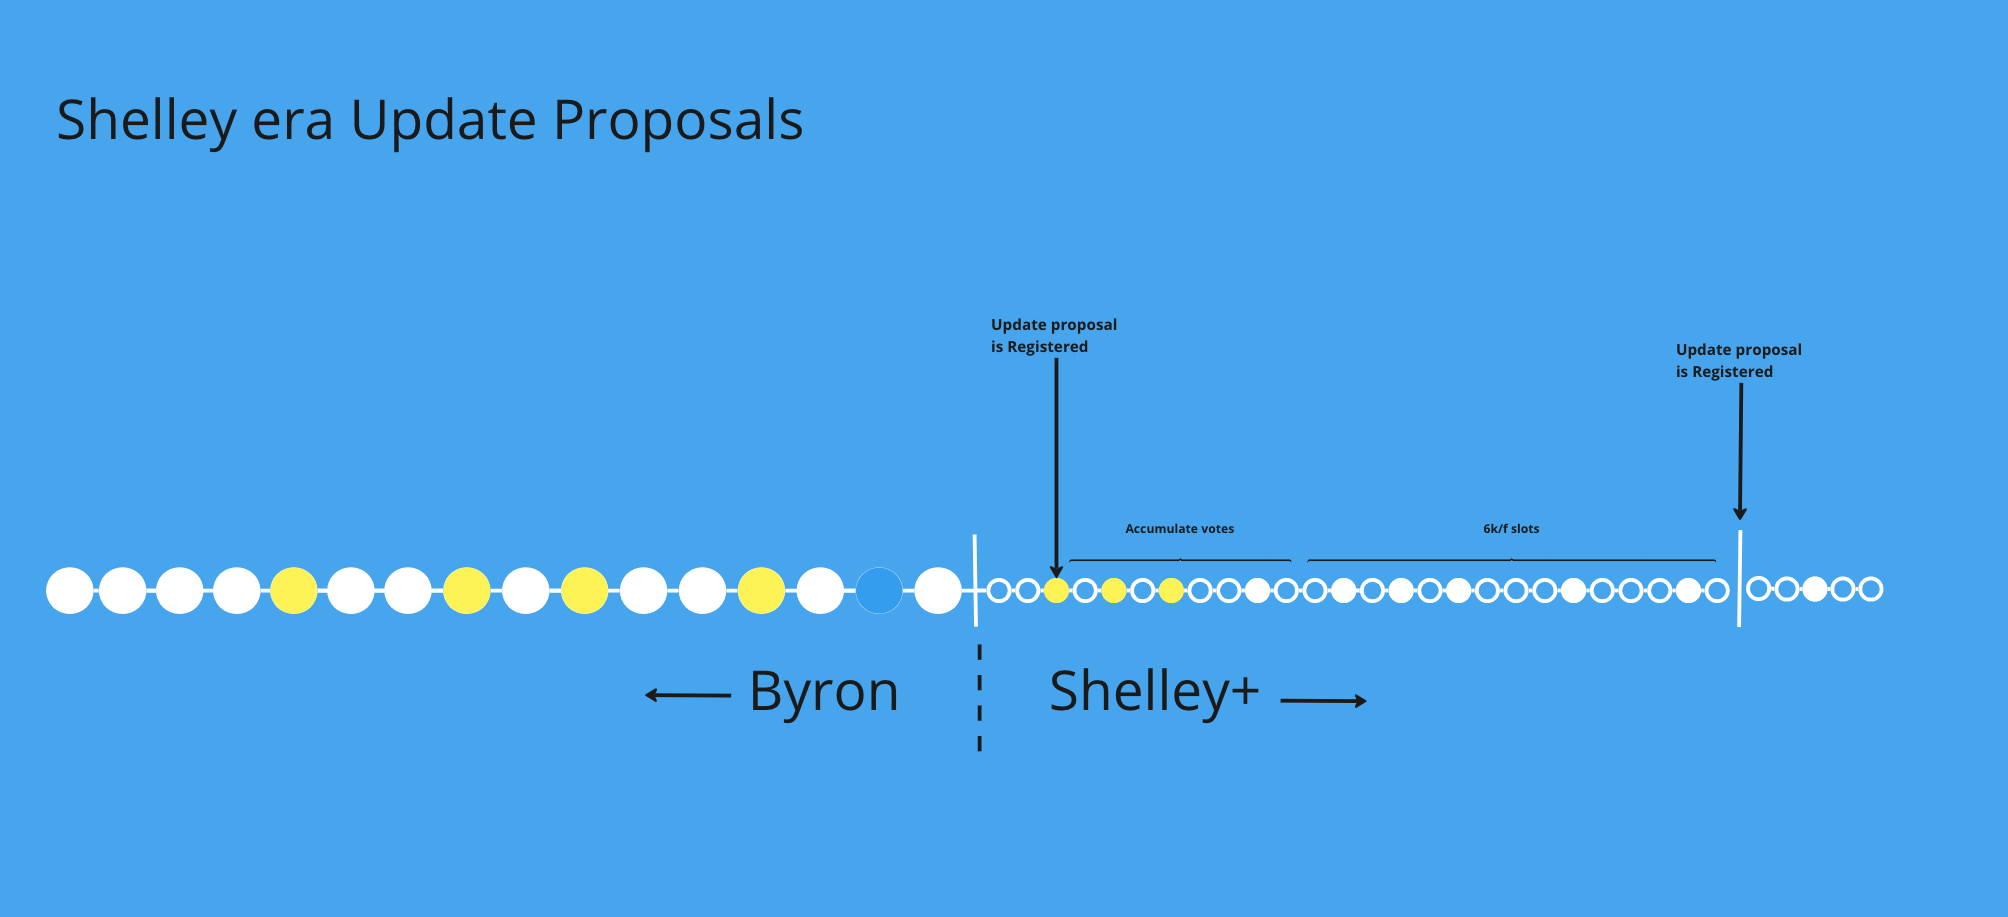 Shelley era Update Proposals
Update proposal
is Registered
Update proposal
is Registered
Accumulate votes
6k/f slots
Byron
Shelley+